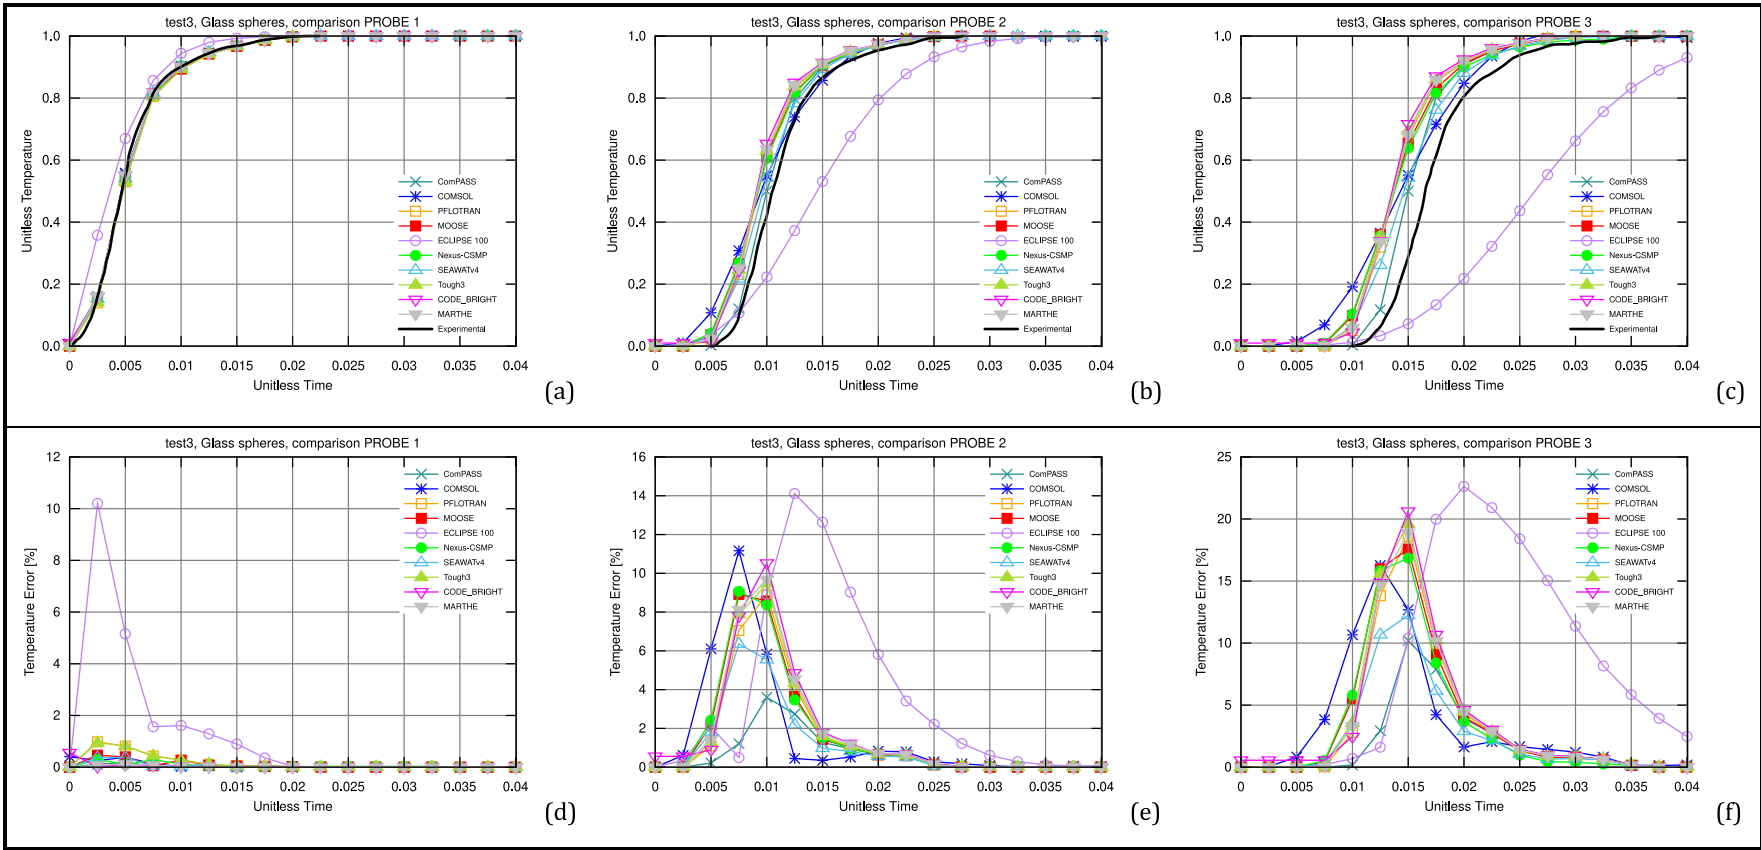 test3, Glass spheres, comparison PROBE 1
Unitless Temperature
1.0
0.8
0.6
0.4
0.2
0.0
ComPASS
COMSOL
PFLOTRAN
MOOSE
ECLIPSE 100
Nexus-CSMP
SEAWATv4
Tough3
CODE_BRIGHT
MARTHE
Experimental
0 0.005 0.01 0.015 0.02 0.025 0.03 0.035 0.04
Unitless Time
(a)
test3, Glass spheres, comparison PROBE 2
Unitless Temperature
1.0
0.8
0.6
0.4
0.2
0.0
ComPASS
COMSOL
PFLOTRAN
MOOSE
ECLIPSE 100
Nexus-CSMP
SEAWATv4
Tough3
CODE_BRIGHT
MARTHE
Experimental
0 0.005 0.01 0.015 0.02 0.025 0.03 0.035 0.04
Unitless Time
(b)
test3, Glass spheres, comparison PROBE 3
Unitless Temperature
1.0
0.8
0.6
0.4
0.2
0.0
ComPASS
COMSOL
PFLOTRAN
MOOSE
ECLIPSE 100
Nexus-CSMP
SEAWATv4
Tough3
CODE_BRIGHT
MARTHE
Experimental
0 0.005 0.01 0.015 0.02 0.025 0.03 0.035 0.04
Unitless Time
(c)
test3, Glass spheres, comparison PROBE 1
Temperature Error [%]
12
10
8
6
4
2
0
ComPASS
COMSOL
PFLOTRAN
MOOSE
ECLIPSE 100
Nexus-CSMP
SEAWATv4
Tough3
CODE_BRIGHT
MARTHE
0 0.005 0.01 0.015 0.02 0.025 0.03 0.035 0.04
Unitless Time
(d)
test3, Glass spheres, comparison PROBE 2
Temperature Error [%]
16
14
12
10
8
6
4
2
0
ComPASS
COMSOL
PFLOTRAN
MOOSE
ECLIPSE 100
Nexus-CSMP
SEAWATv4
Tough3
CODE_BRIGHT
MARTHE
0 0.005 0.01 0.015 0.02 0.025 0.03 0.035 0.04
Unitless Time
(e)
test3, Glass spheres, comparison PROBE 3
Temperature Error [%]
25
20
15
10
5
0
ComPASS
COMSOL
PFLOTRAN
MOOSE
ECLIPSE 100
Nexus-CSMP
SEAWATv4
Tough3
CODE_BRIGHT
MARTHE
0 0.005 0.01 0.015 0.02 0.025 0.03 0.035 0.04
Unitless Time
(f)